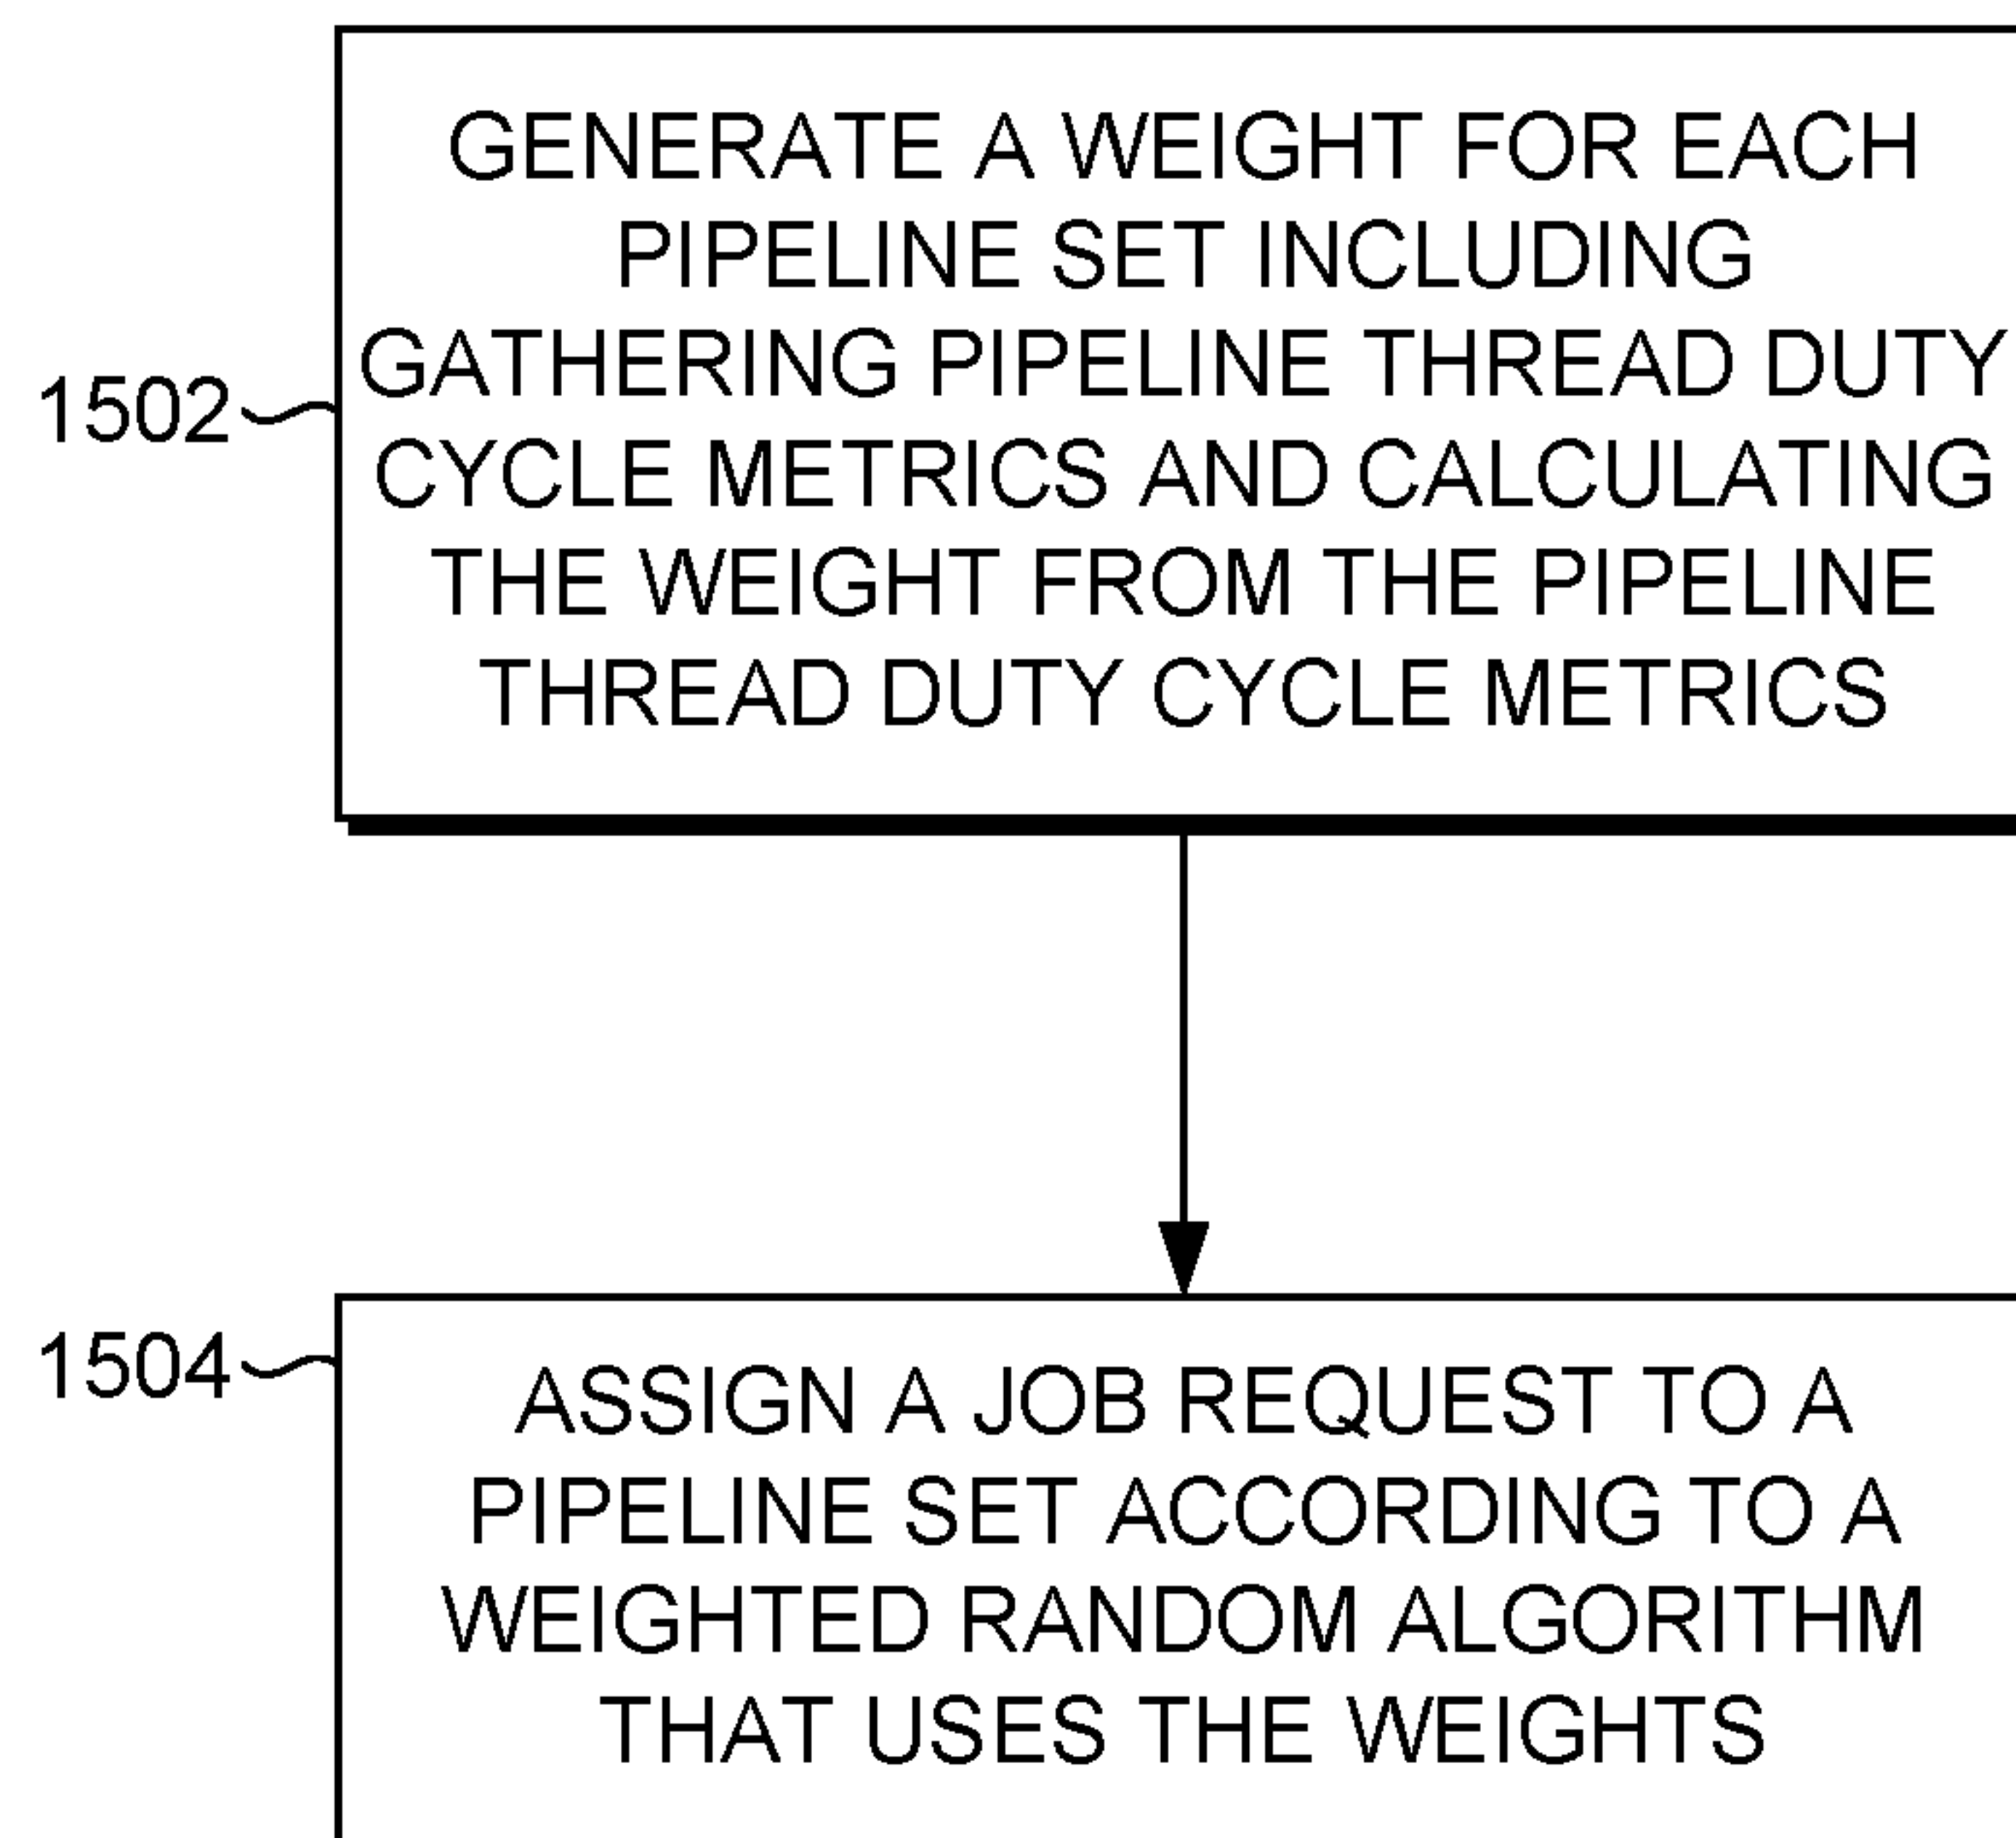 GENERATE A WEIGHT FOR EACH
PIPELINE SET INCLUDING
GATHERING PIPELINE THREAD DUTY
1502
CYCLE METRICS AND CALCULATING
THE WEIGHT FROM THE PIPELINE
THREAD DUTY CYCLE METRICS
1504
ASSIGN A JOB REQUEST TO A
PIPELINE SET ACCORDING TO A
WEIGHTED RANDOM ALGORITHM
THAT USES THE WEIGHTS